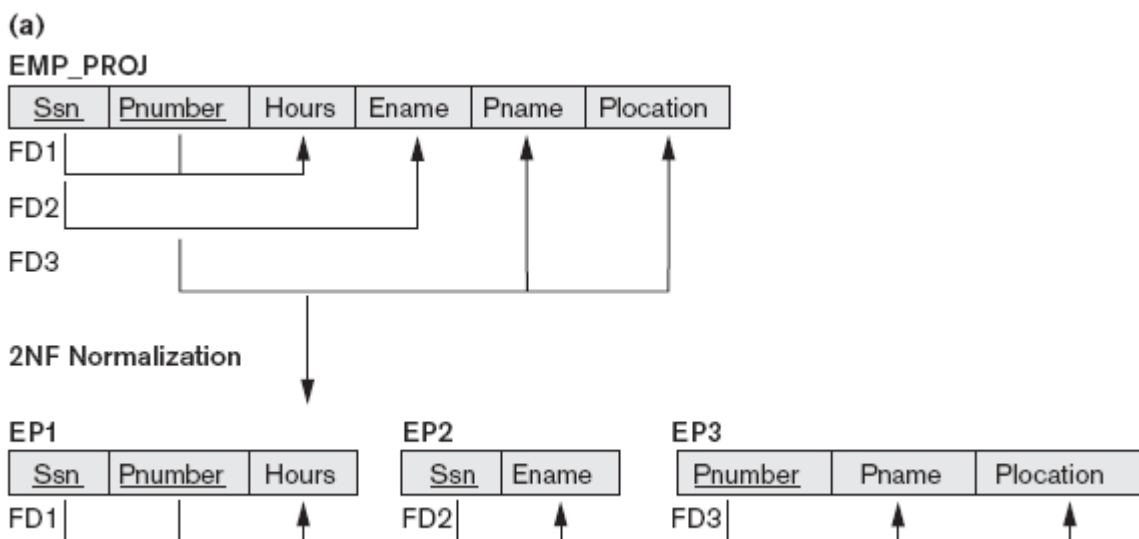 (a)
EMP_PROJ
Ssn Pnumber Hours Ename Pname Plocation
FD1
FD2
FD3
2NF Normalization
EP1 EP2 EP3
Ssn Pnumber Hours Ssn Ename Pnumber Pname Plocation
FD1 FD2 FD3